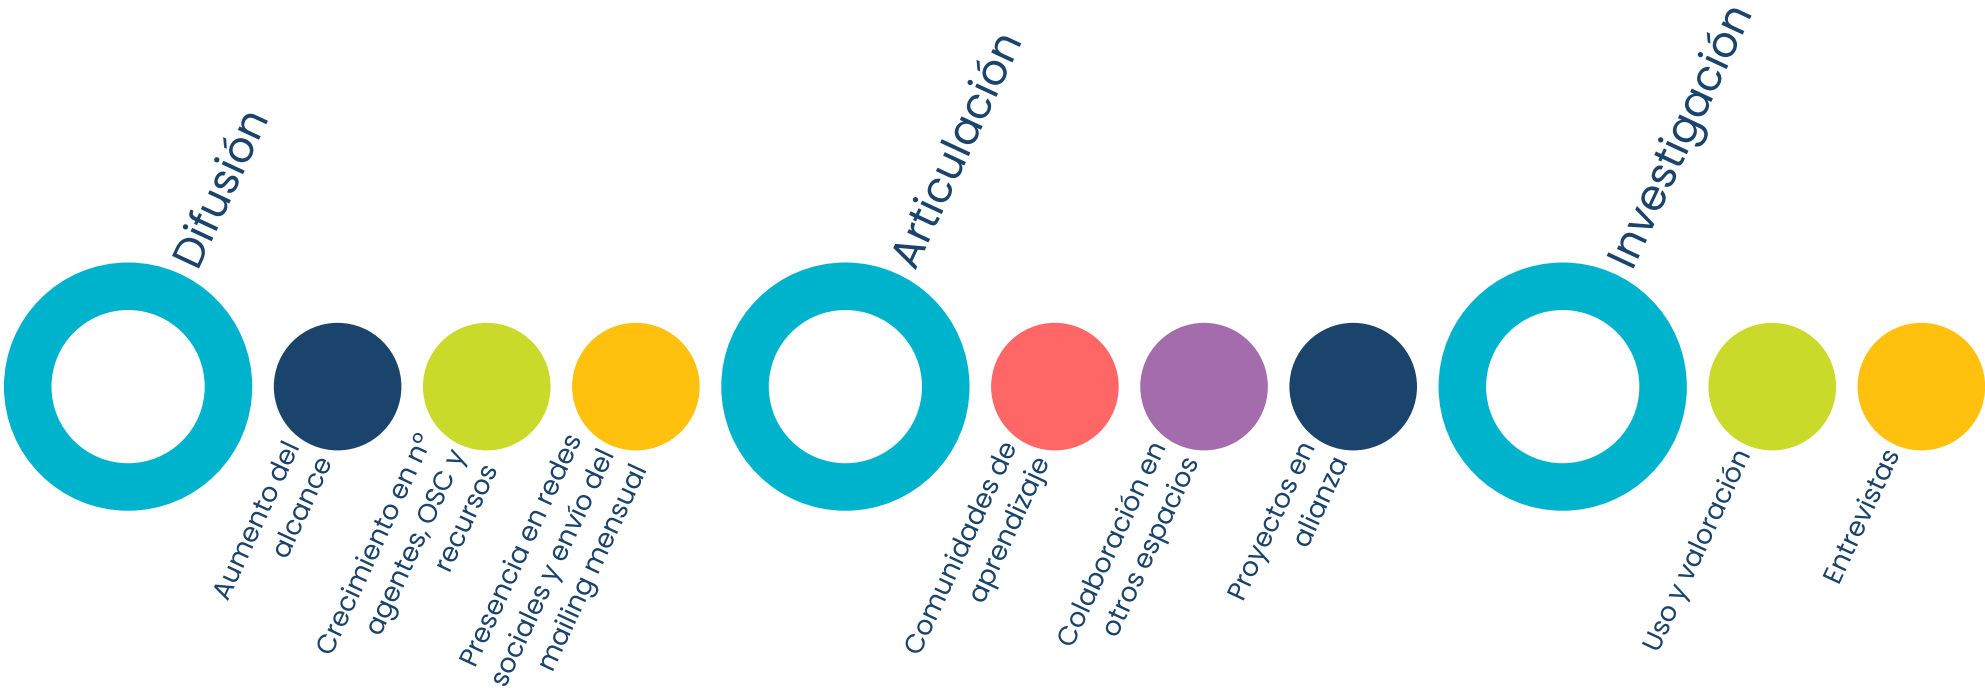 Difusión
Aumento del
alcance
Crecimiento en nº
agentes, OSC y
recursos
Presencia en redes
sociales y envío del
mailing mensual
Articulación
Comunidades de
aprendizaje
Colaboración en
otros espacios
Proyectos en
alianza
Investigación
Uso y valoración
Entrevistas